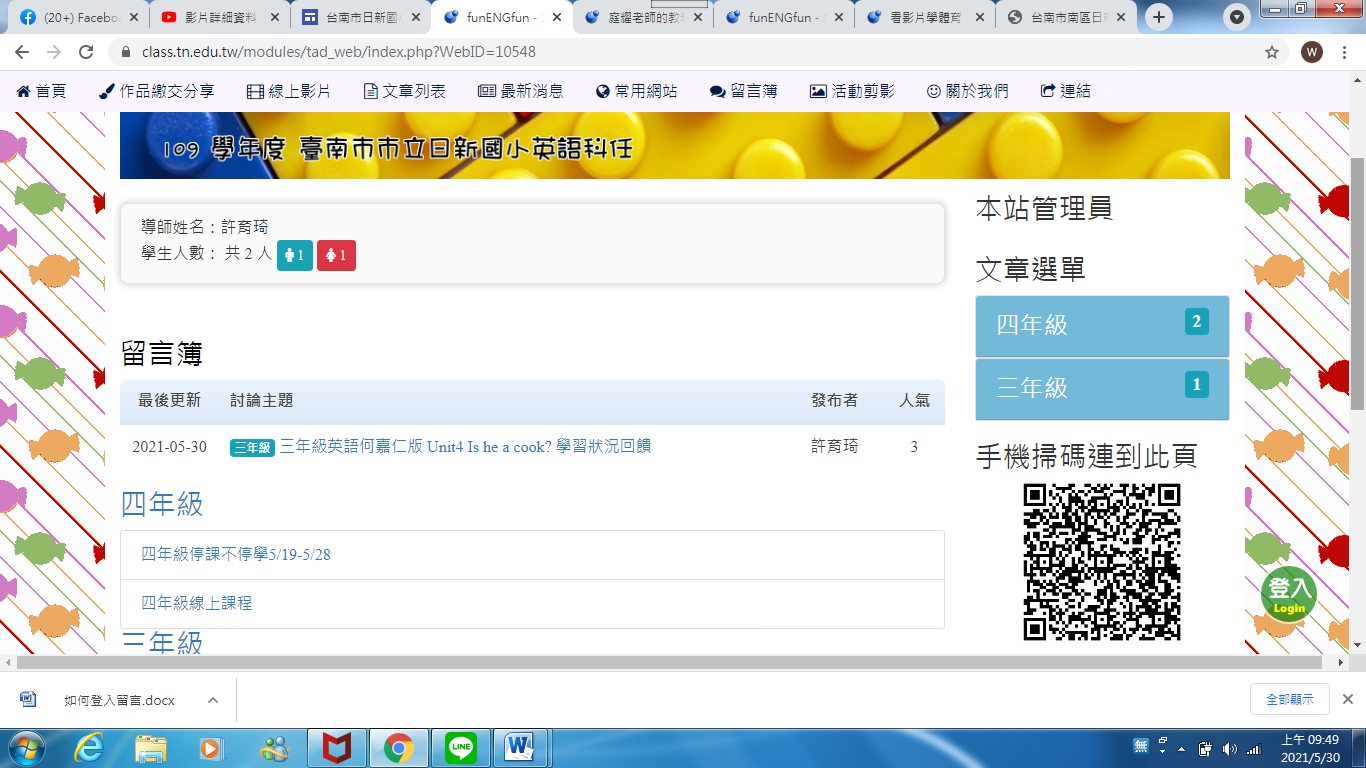 (20+) Facebo
影片詳細資料
台南市日新國
funENGfun -
庭耀老師的教
funENGfun -
看影片學體育
台南市南區日
class.tn.edu.tw/modules/tad_web/index.php?WebID=10548
W
首頁 作品繳交分享 線上影片 文章列表 最新消息 常用網站 留言簿 活動剪影 關於我們 連結
109 學年度 臺南市市立日新國小英語科任
導師姓名：許育琦
學生人數： 共 2 人 1 1
留言簿
最後更新 討論主題 發布者 人氣
2021-05-30 三年級 三年級英語何嘉仁版 Unit4 Is he a cook? 學習狀況回饋 許育琦 3
四年級
四年級停課不停學5/19-5/28
四年級線上課程
三年級
本站管理員
文章選單
四年級 2
三年級 1
手機掃碼連到此頁
登入
Login
如何登入留言.docx
全部顯示
LINE
無
上午 09:49
2021/5/30